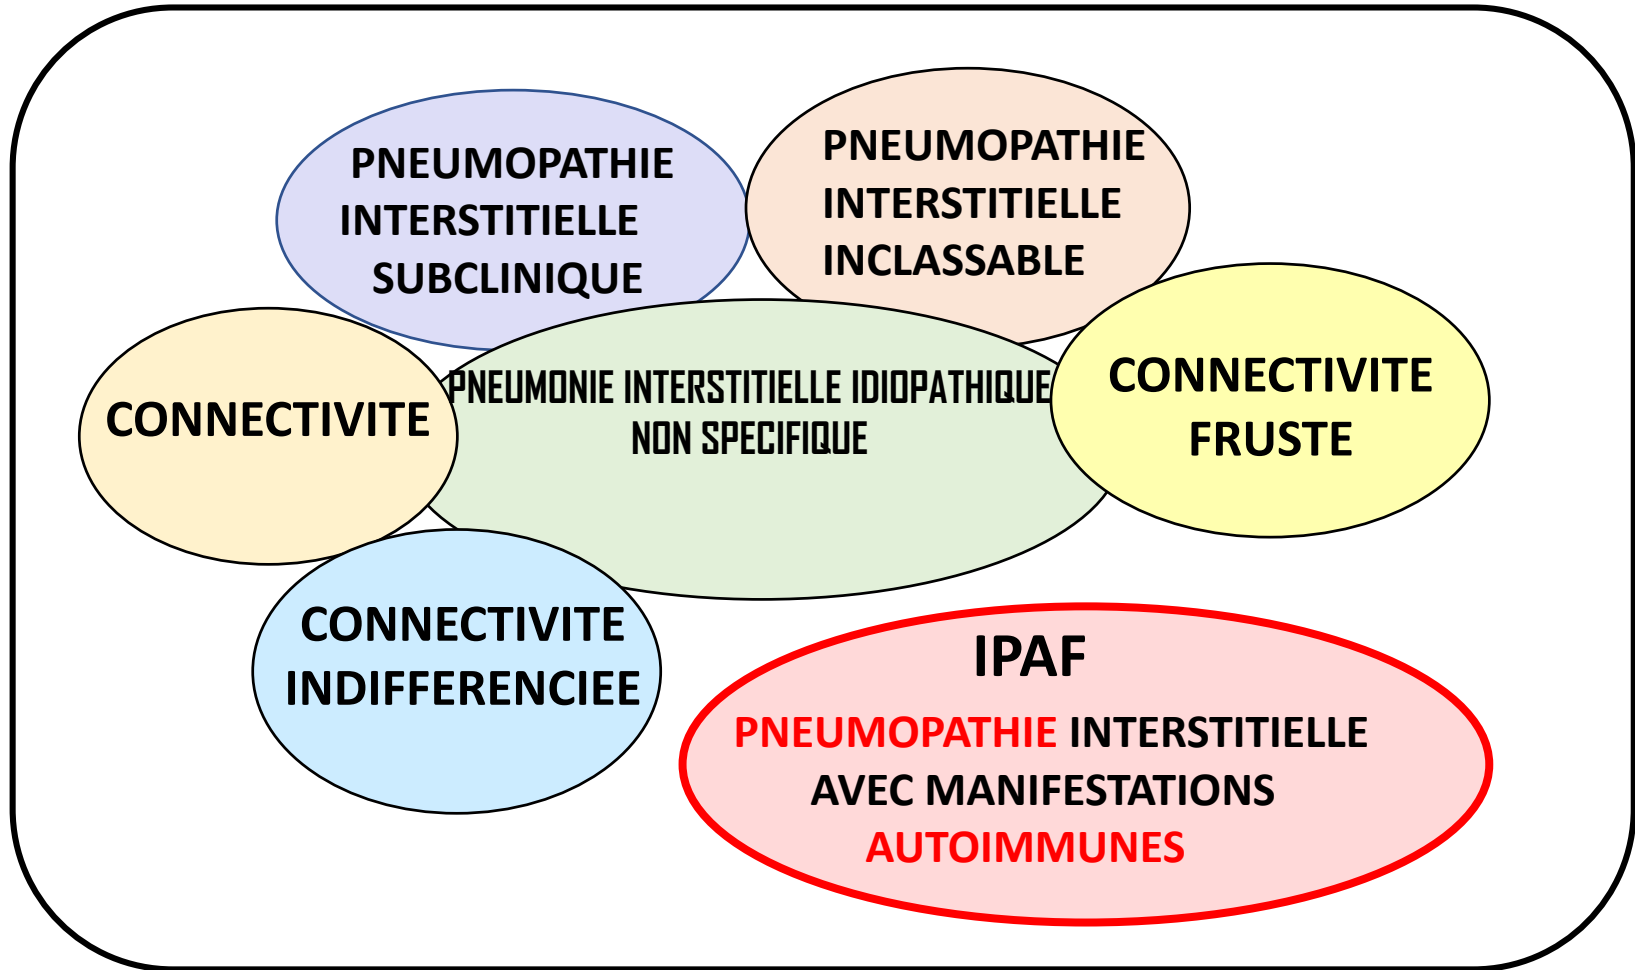 PNEUMOPATHIE
INTERSTITIELLE
SUBCLINIQUE
PNEUMOPATHIE
INTERSTITIELLE
INCLASSABLE
CONNECTIVITE
PNEUMONIE INTERSTITIELLE IDIOPATHIQUE
NON SPECIFIQUE
CONNECTIVITE
FRUSTE
CONNECTIVITE
INDIFFERENCIEE
IPAF
PNEUMOPATHIE INTERSTITIELLE
AVEC MANIFESTATIONS
AUTOIMMUNES